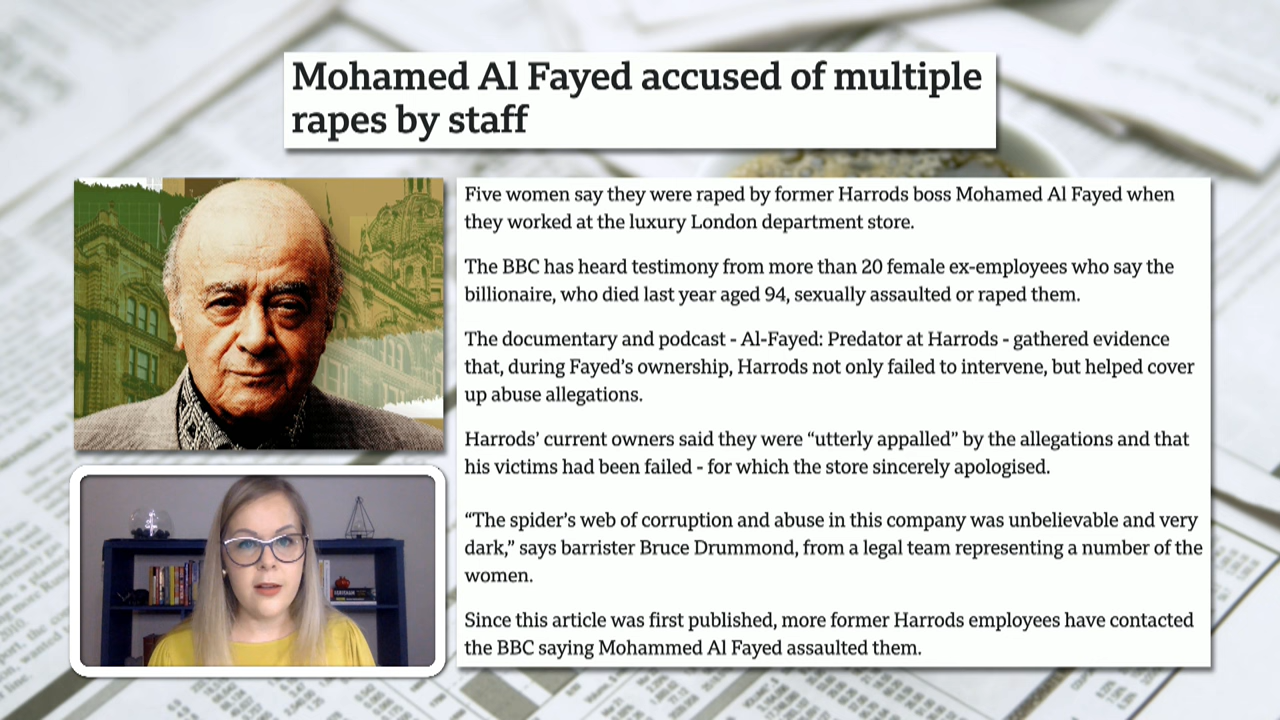 Mohamed Al Fayed accused of multiple
rapes by staff
Five women say they were raped by former Harrods boss Mohamed Al Fayed when
they worked at the luxury London department store.
The BBC has heard testimony from more than 20 female ex-employees who say the
billionaire, who died last year aged 94, sexually assaulted or raped them.
The documentary and podcast - Al-Fayed: Predator at Harrods - gathered evidence
that, during Fayed’s ownership, Harrods not only failed to intervene, but helped cover
up abuse allegations.
Harrods’ current owners said they were “utterly appalled” by the allegations and that
his victims had been failed - for which the store sincerely apologised.
“The spider’s web of corruption and abuse in this company was unbelievable and very
dark,” says barrister Bruce Drummond, from a legal team representing a number of the
women.
Since this article was first published, more former Harrods employees have contacted
the BBC saying Mohammed Al Fayed assaulted them.